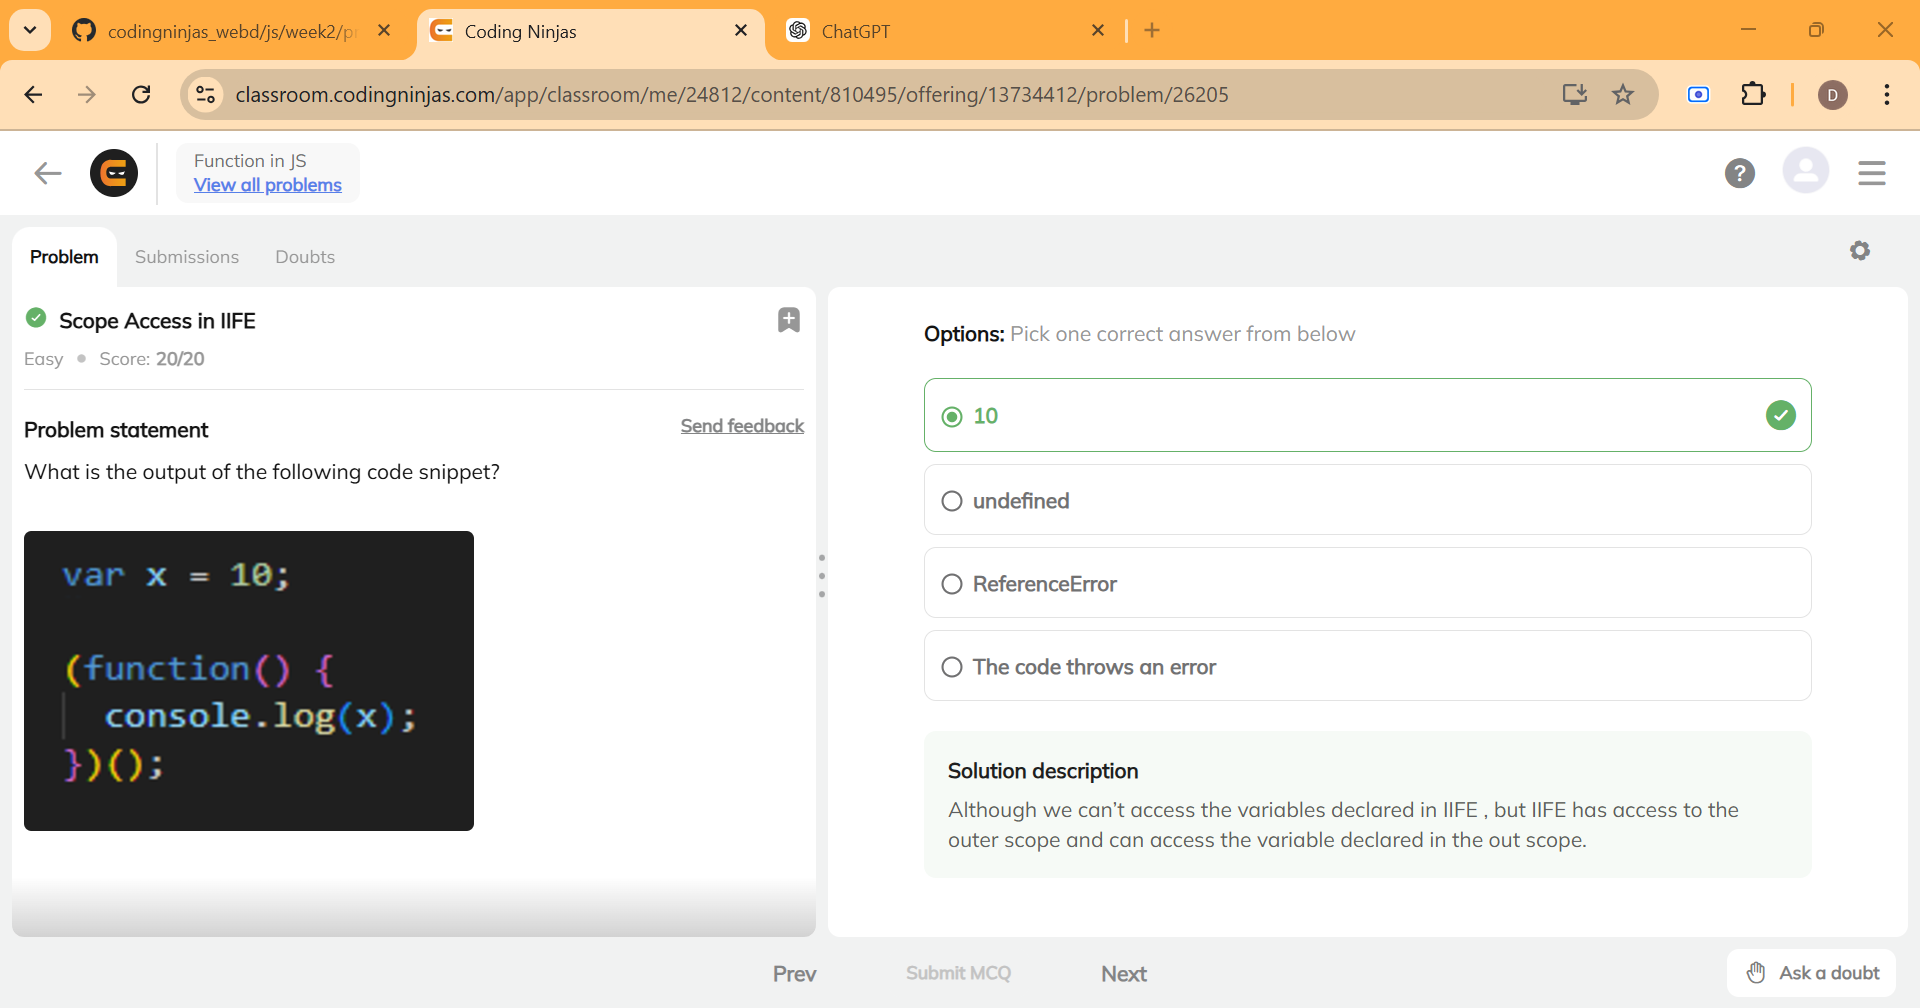 codingninjas_webd/js/week2/p
Coding Ninjas
ChatGPT
classroom.codingninjas.com/app/classroom/me/24812/content/810495/offering/13734412/problem/26205
D
Function in JS
View all problems
?
Problem
Submissions
Doubts
Scope Access in IIFE
Easy • Score: 20/20
Problem statement
Send feedback
What is the output of the following code snippet?
var x = 10;
(function() {
console.log(x);
})();
Options: Pick one correct answer from below
10
undefined
ReferenceError
The code throws an error
Solution description
Although we can’t access the variables declared in IIFE , but IIFE has access to the
outer scope and can access the variable declared in the out scope.
Prev
Submit MCQ
Next
Ask a doubt